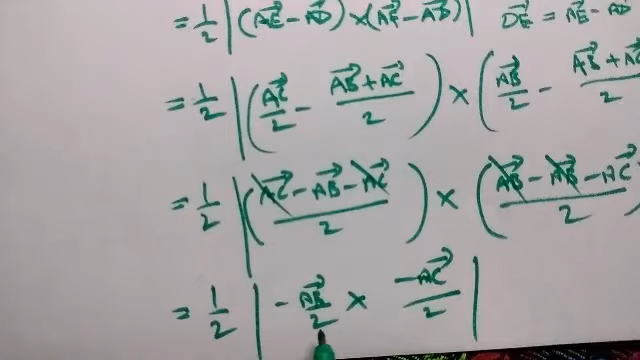 = 1/2 |(AE⃗ − AD⃗) × (AF⃗ − AD⃗)| DE⃗ = AE⃗ − AD⃗
= 1/2 |(AC⃗/2 − (AB⃗ + AC⃗)/2) × (AB⃗/2 − (AB⃗ + AC⃗)/2
= 1/2 |((AC⃗ − AB⃗ − AC⃗)/2) × ((AB⃗ − AB⃗ − AC⃗)/2)
= 1/2 |− AB⃗/2 × −AC⃗/2|